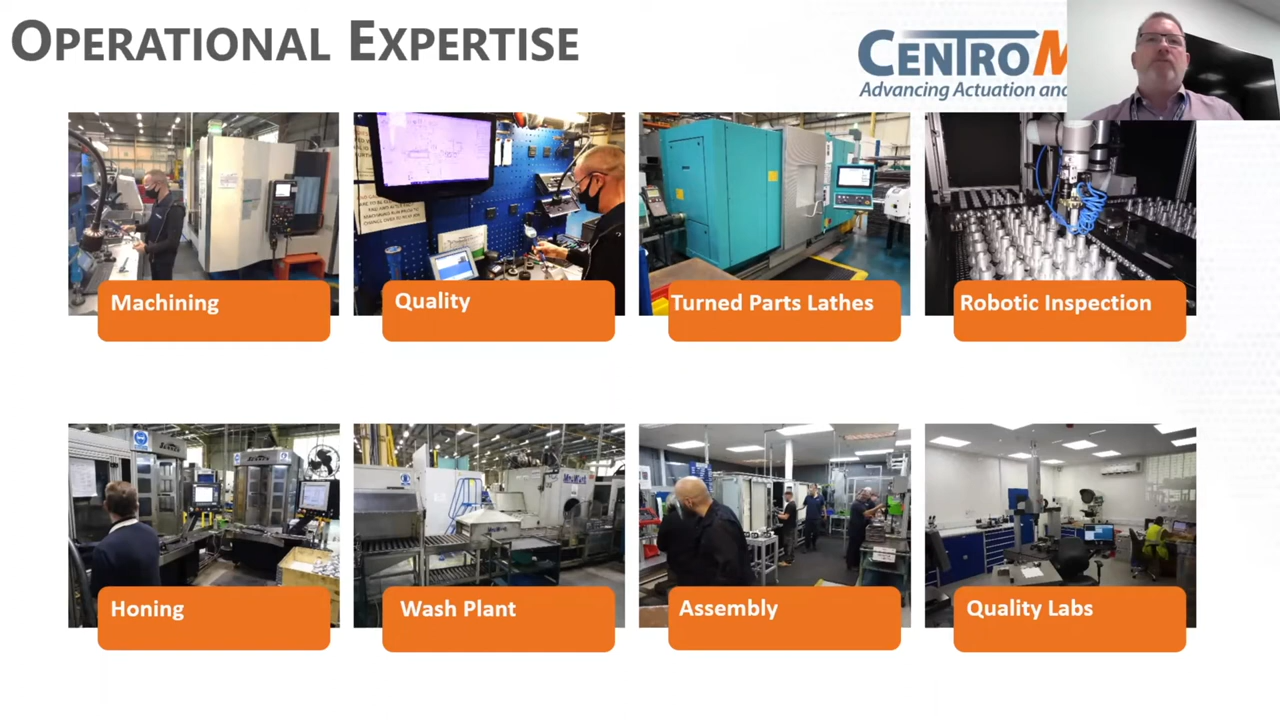 OPERATIONAL EXPERTISE
CENTROM
Advancing Actuation and
Machining
Quality
Turned Parts Lathes
Robotic Inspection
Honing
Wash Plant
Assembly
Quality Labs